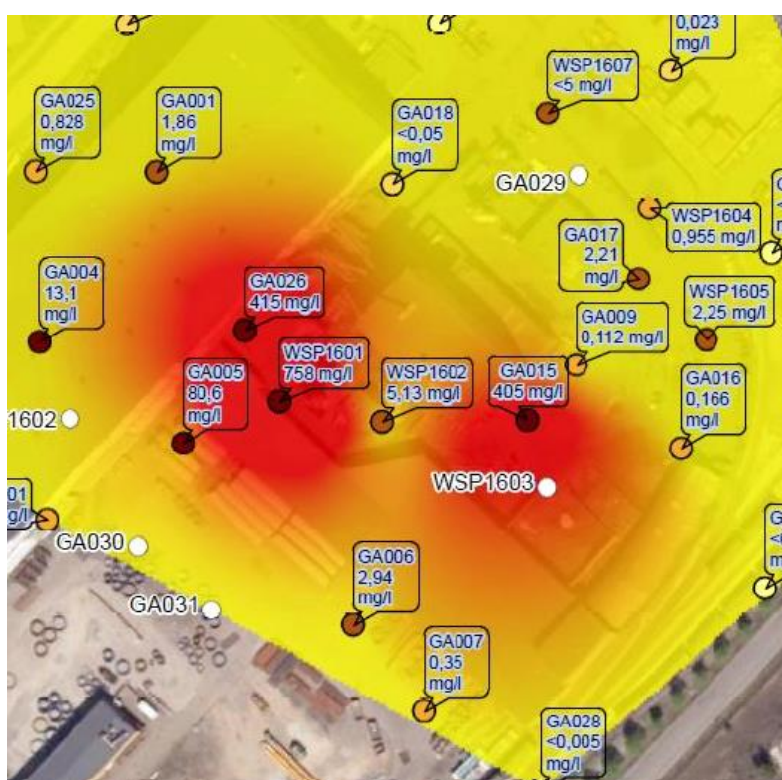 0,023
mg/l
WSP1607
<5 mg/l
GA025
0,828
mg/l
GA001
1,86
mg/l
GA018
<0,05
mg/l
GA029
WSP1604
0,955 mg/l
GA017
2,21
mg/l
GA004
13,1
mg/l
GA026
415 mg/l
WSP1605
2,25 mg/l
GA009
0,112 mg/l
WSP1601
758 mg/l
GA005
80,6
mg/l
WSP1602
5,13 mg/l
GA015
405 mg/l
GA016
0,166
mg/l
1602
WSP1603
01
g/l
GA030
GA031
GA006
2,94
mg/l
GA007
0,35
mg/l
GA028
<0,005
mg/l